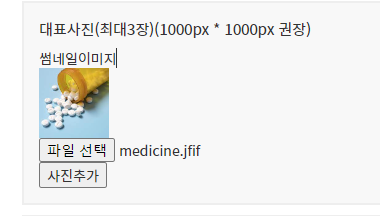 대표사진(최대3장)(1000px * 1000px 권장)
썸네일이미지
파일 선택 medicine.jfif
사진추가